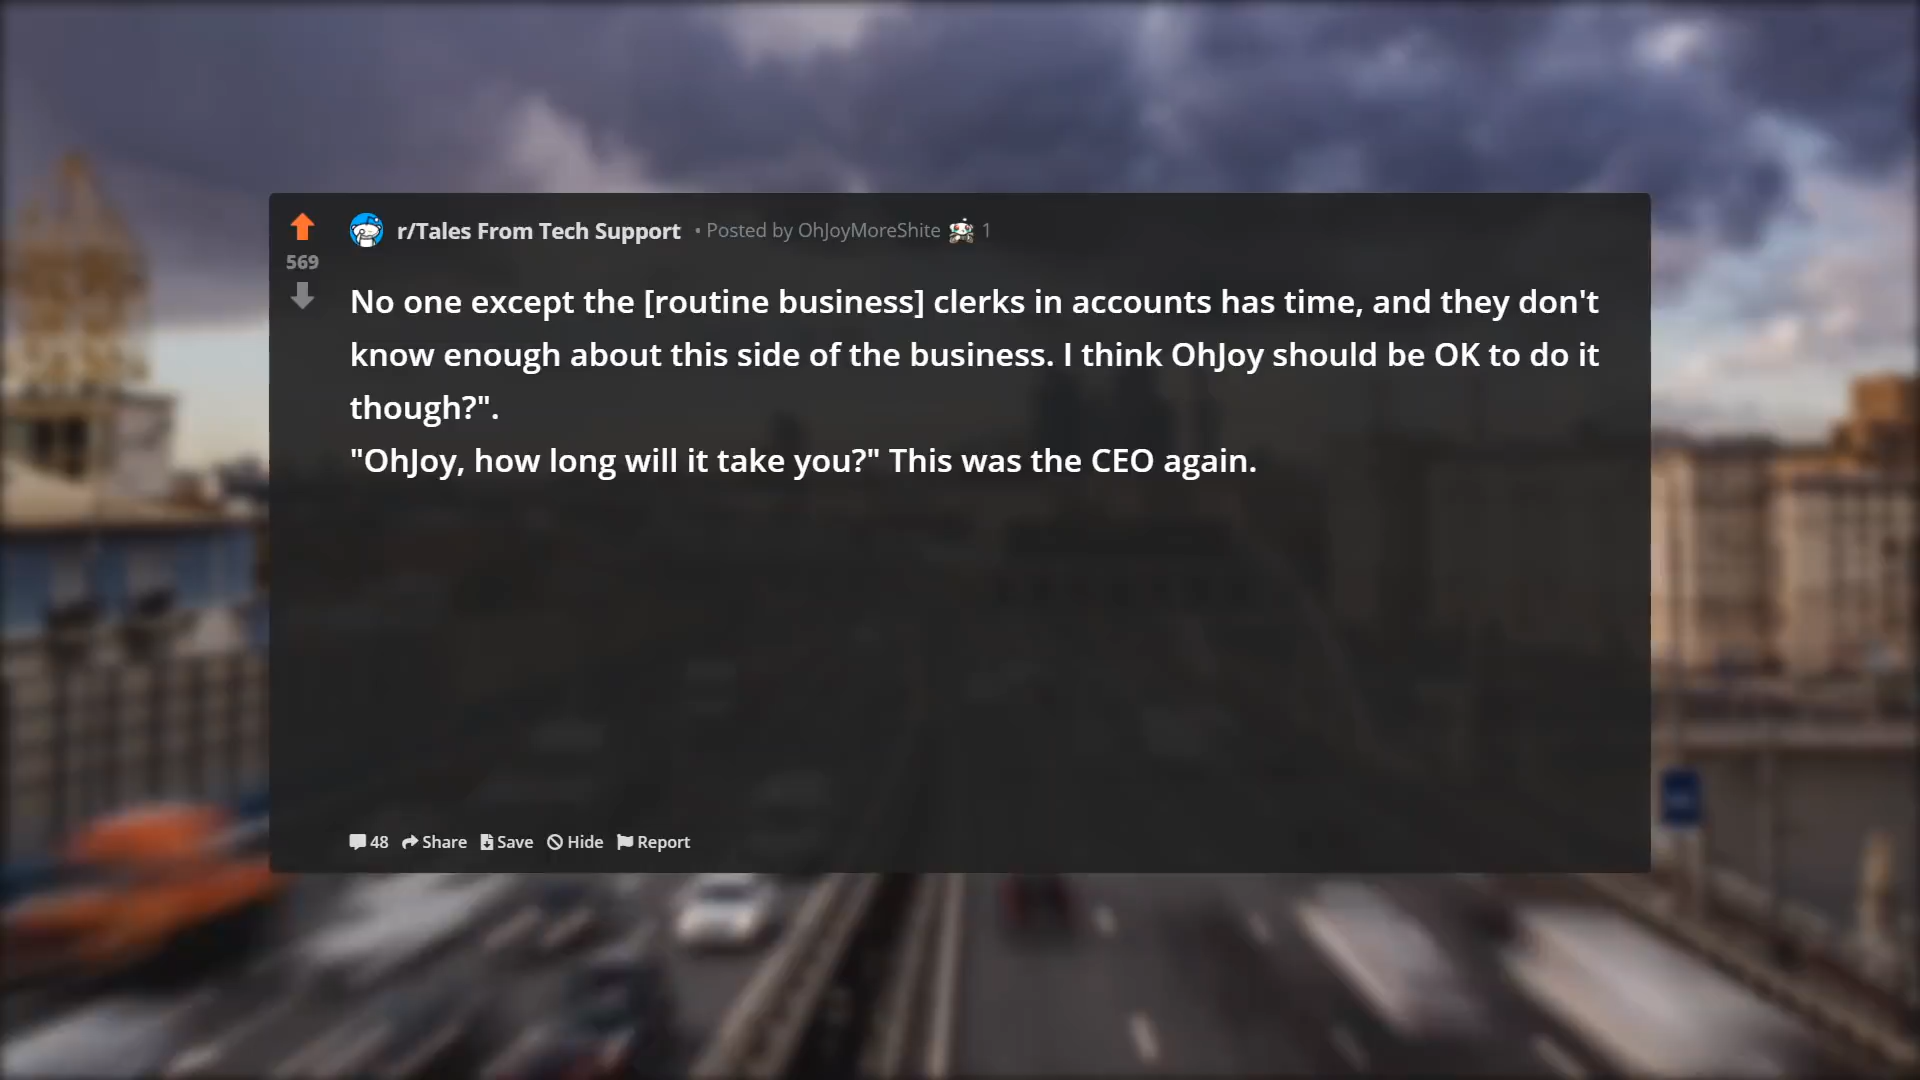 r/Tales From Tech Support • Posted by OhJoyMoreShite 1
569
No one except the [routine business] clerks in accounts has time, and they don't
know enough about this side of the business. I think OhJoy should be OK to do it
though?".
"OhJoy, how long will it take you?" This was the CEO again.
48 Share Save Hide Report